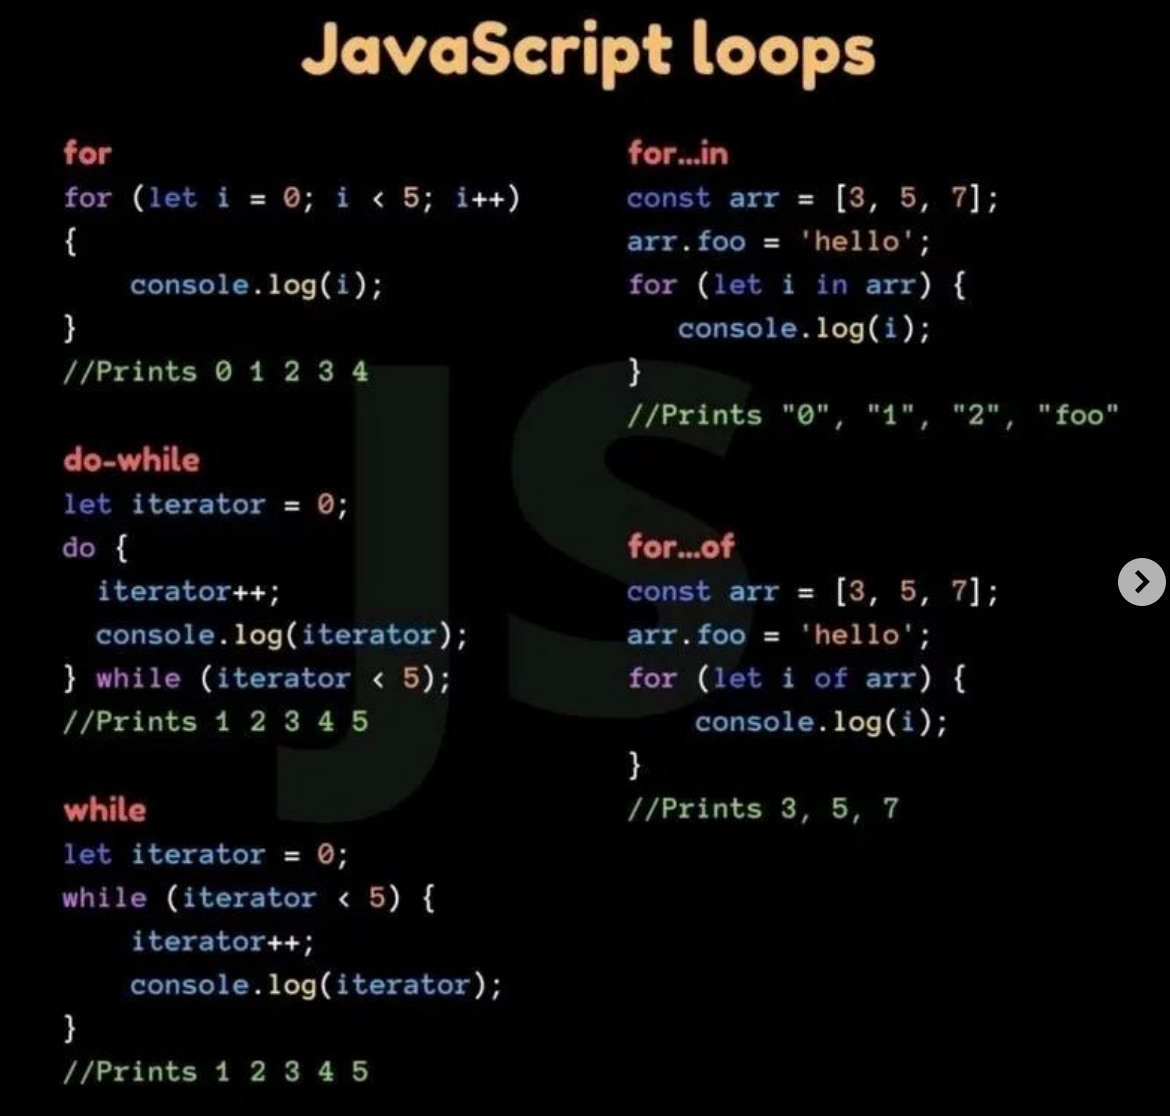 JavaScript loops
for
for (let i = 0; i < 5; i++)
{
    console.log(i);
}
//Prints 0 1 2 3 4
do-while
let iterator = 0;
do {
  iterator++;
  console.log(iterator);
} while (iterator < 5);
//Prints 1 2 3 4 5
while
let iterator = 0;
while (iterator < 5) {
    iterator++;
    console.log(iterator);
}
//Prints 1 2 3 4 5
for...in
const arr = [3, 5, 7];
arr.foo = 'hello';
for (let i in arr) {
   console.log(i);
}
//Prints "0", "1", "2", "foo"
for...of
const arr = [3, 5, 7];
arr.foo = 'hello';
for (let i of arr) {
    console.log(i);
}
//Prints 3, 5, 7
JS